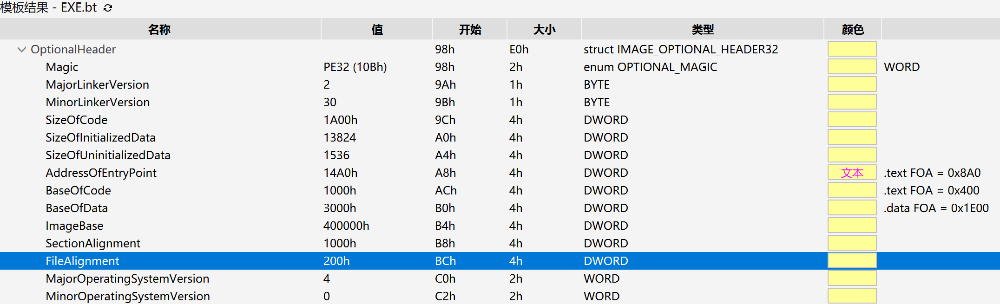 模板结果 - EXE.bt
名称 值 开始 大小 类型 颜色
OptionalHeader 98h E0h struct IMAGE_OPTIONAL_HEADER32
Magic PE32 (10Bh) 98h 2h enum OPTIONAL_MAGIC WORD
MajorLinkerVersion 2 9Ah 1h BYTE
MinorLinkerVersion 30 9Bh 1h BYTE
SizeOfCode 1A00h 9Ch 4h DWORD
SizeOfInitializedData 13824 A0h 4h DWORD
SizeOfUninitializedData 1536 A4h 4h DWORD
AddressOfEntryPoint 14A0h A8h 4h DWORD 文本 .text FOA = 0x8A0
BaseOfCode 1000h ACh 4h DWORD .text FOA = 0x400
BaseOfData 3000h B0h 4h DWORD .data FOA = 0x1E00
ImageBase 400000h B4h 4h DWORD
SectionAlignment 1000h B8h 4h DWORD
FileAlignment 200h BCh 4h DWORD
MajorOperatingSystemVersion 4 C0h 2h WORD
MinorOperatingSystemVersion 0 C2h 2h WORD